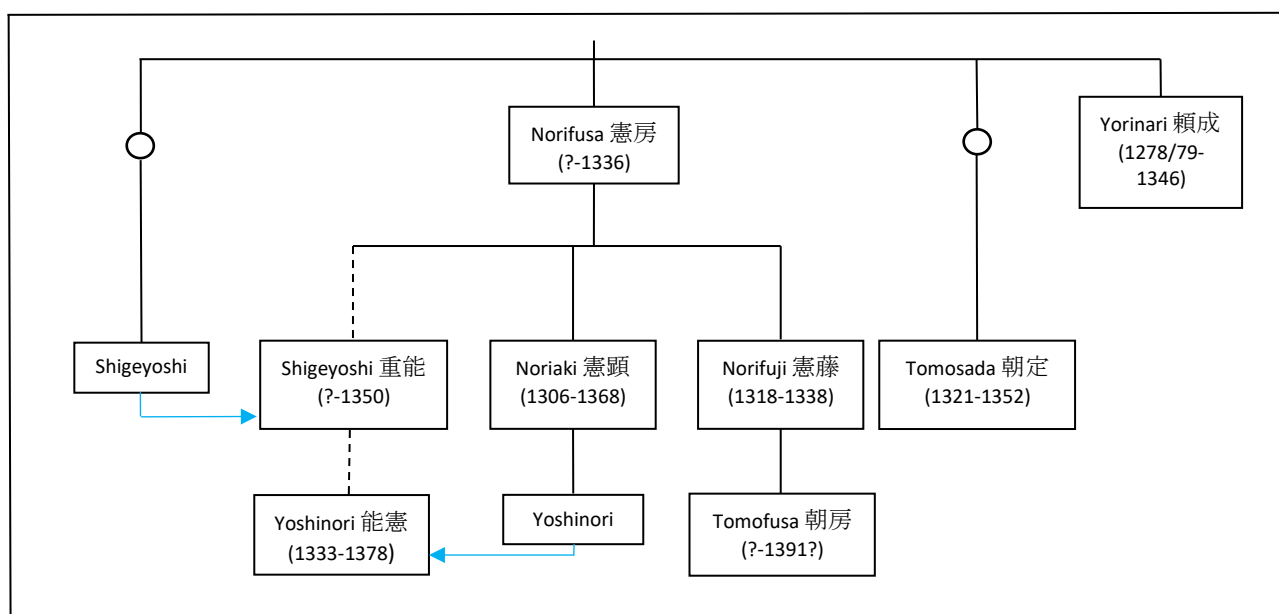 Norifusa 憲房
(?-1336)
Yorinari 頼成
(1278/79-
1346)
Shigeyoshi
Shigeyoshi 重能
(?-1350)
Noriaki 憲顕
(1306-1368)
Norifuji 憲藤
(1318-1338)
Tomosada 朝定
(1321-1352)
Yoshinori 能憲
(1333-1378)
Yoshinori
Tomofusa 朝房
(?-1391?)